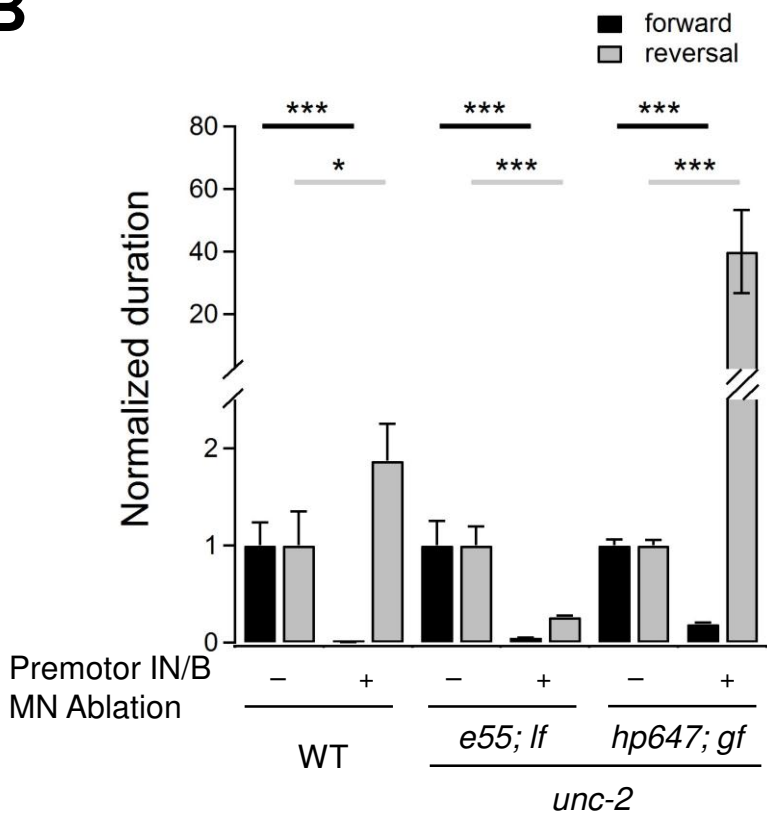 B
forward
reversal
*** *** ***
80
* *** ***
60
40
20
2
1
0
Normalized duration
Premotor IN/B
MN Ablation
– + – + – +
WT e55; lf hp647; gf
unc-2